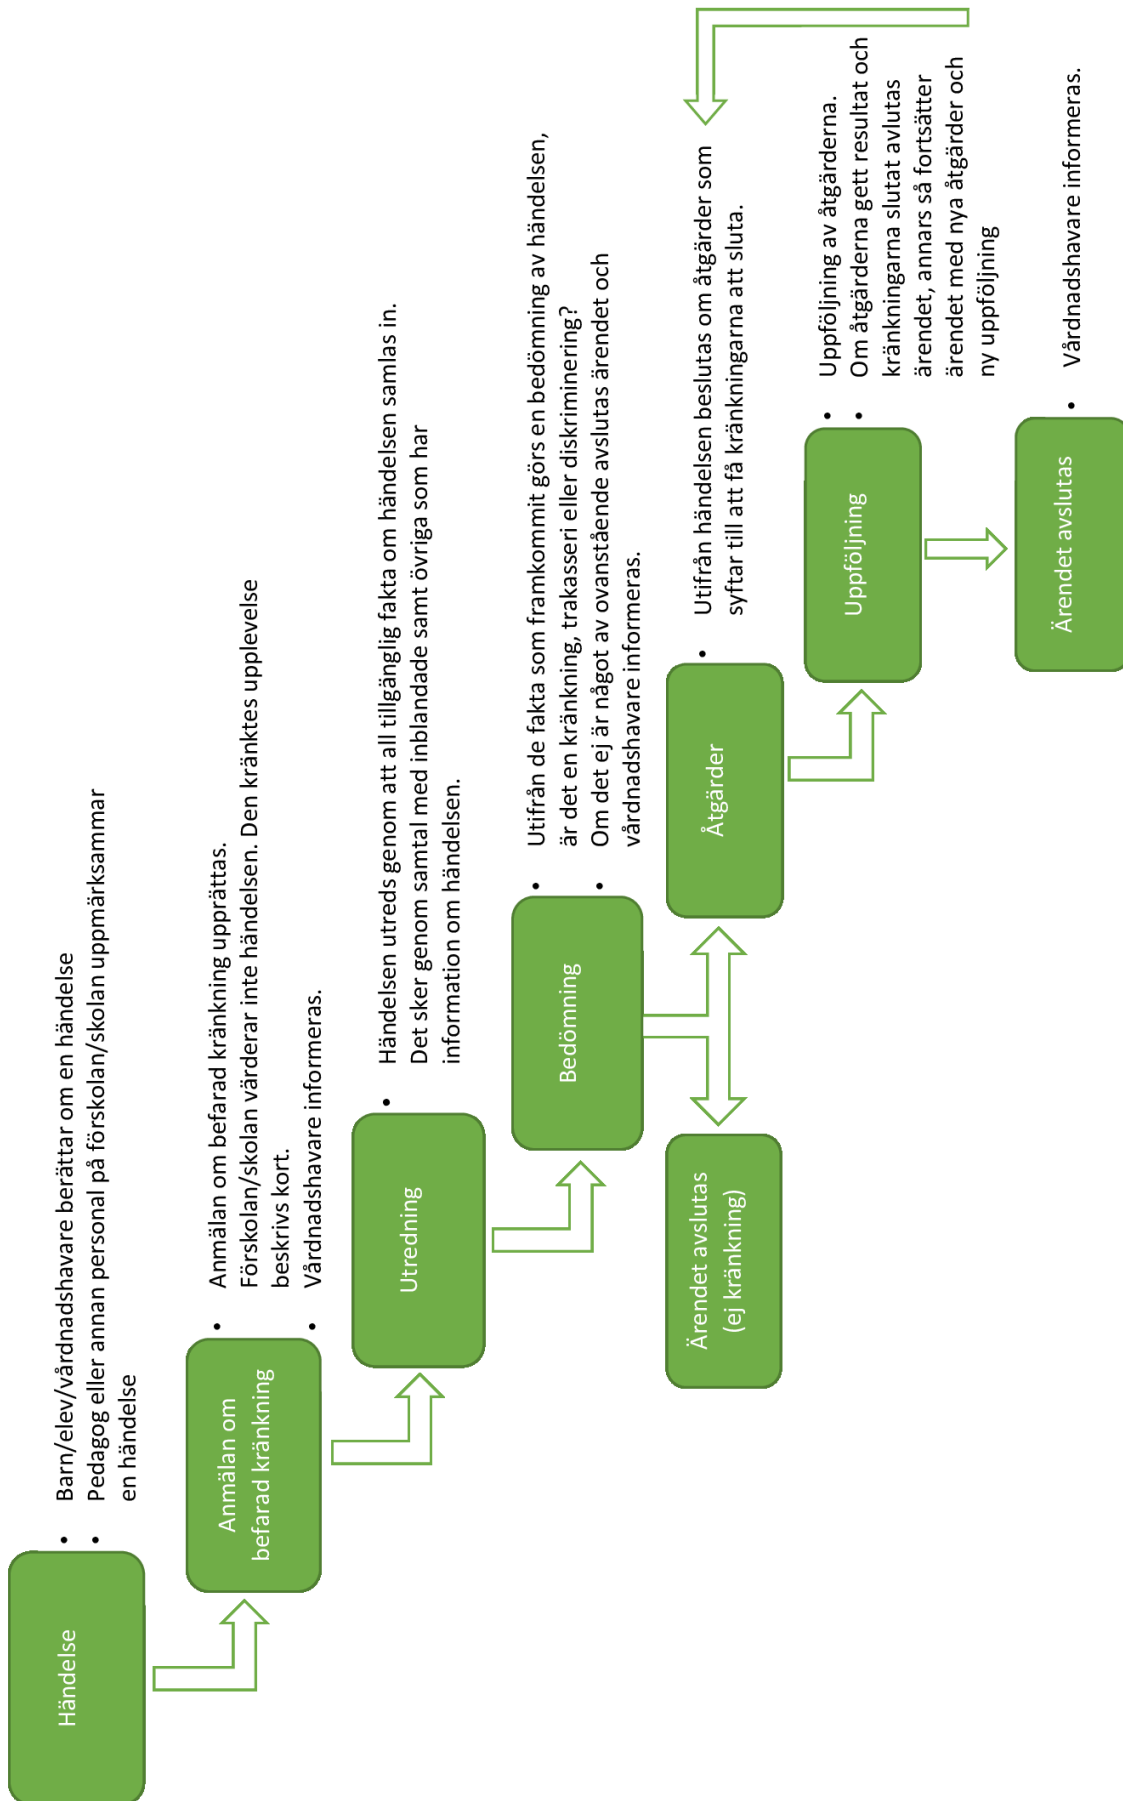 Händelse
• Barn/elev/vårdnadshavare berättar om en händelse
• Pedagog eller annan personal på förskolan/skolan uppmärksammar
en händelse
Anmälan om
befarad kränkning
• Anmälan om befarad kränkning upprättas.
Förskolan/skolan värderar inte händelsen. Den kränktes upplevelse
beskrivs kort.
• Vårdnadshavare informeras.
Utredning
• Händelsen utreds genom att all tillgänglig fakta om händelsen samlas in.
Det sker genom samtal med inblandade samt övriga som har
information om händelsen.
Bedömning
• Utifrån de fakta som framkommit görs en bedömning av händelsen,
är det en kränkning, trakasseri eller diskriminering?
• Om det ej är något av ovanstående avslutas ärendet och
vårdnadshavare informeras.
Ärendet avslutas
(ej kränkning)
Åtgärder
• Utifrån händelsen beslutas om åtgärder som
syftar till att få kränkningarna att sluta.
Uppföljning
• Uppföljning av åtgärderna.
• Om åtgärderna gett resultat och
kränkningarna slutat avlutas
ärendet, annars så fortsätter
ärendet med nya åtgärder och
ny uppföljning
Ärendet avslutas
• Vårdnadshavare informeras.